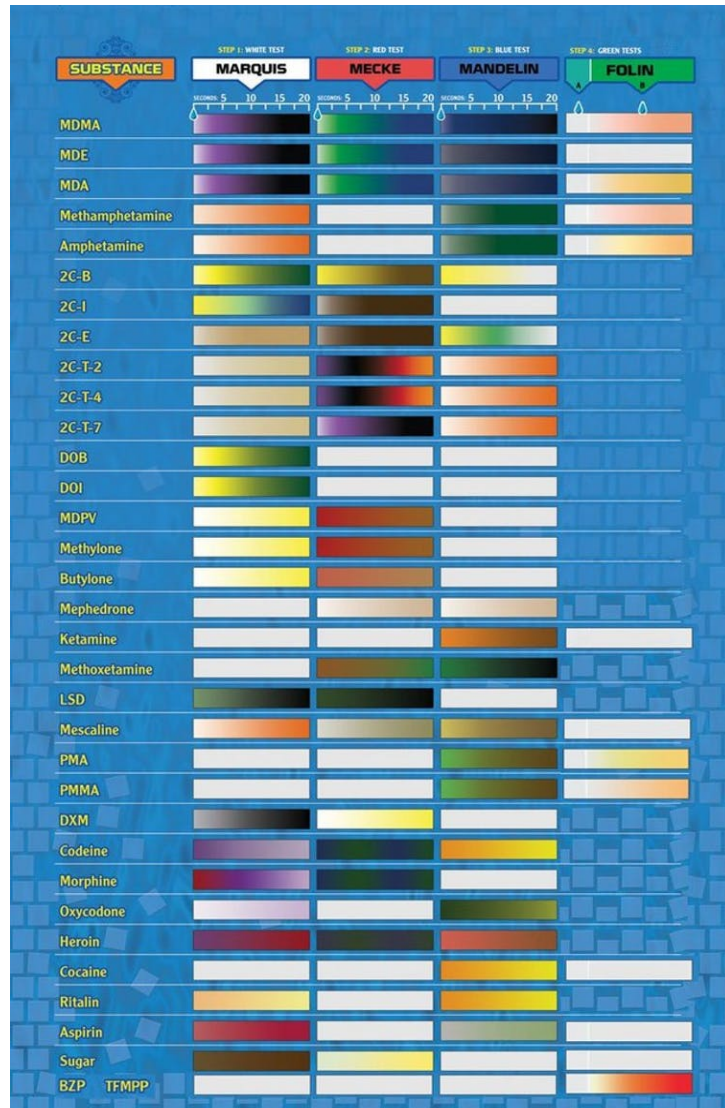 STEP 1: WHITE TEST STEP 2: RED TEST STEP 3: BLUE TEST STEP 4: GREEN TESTS
SUBSTANCE MARQUIS MECKE MANDELIN FOLIN
A B
SECONDS: 5 10 15 20 SECONDS: 5 10 15 20 SECONDS: 5 10 15 20
MDMA
MDE
MDA
Methamphetamine
Amphetamine
2C-B
2C-I
2C-E
2C-T-2
2C-T-4
2C-T-7
DOB
DOI
MDPV
Methylone
Butylone
Mephedrone
Ketamine
Methoxetamine
LSD
Mescaline
PMA
PMMA
DXM
Codeine
Morphine
Oxycodone
Heroin
Cocaine
Ritalin
Aspirin
Sugar
BZP TFMPP